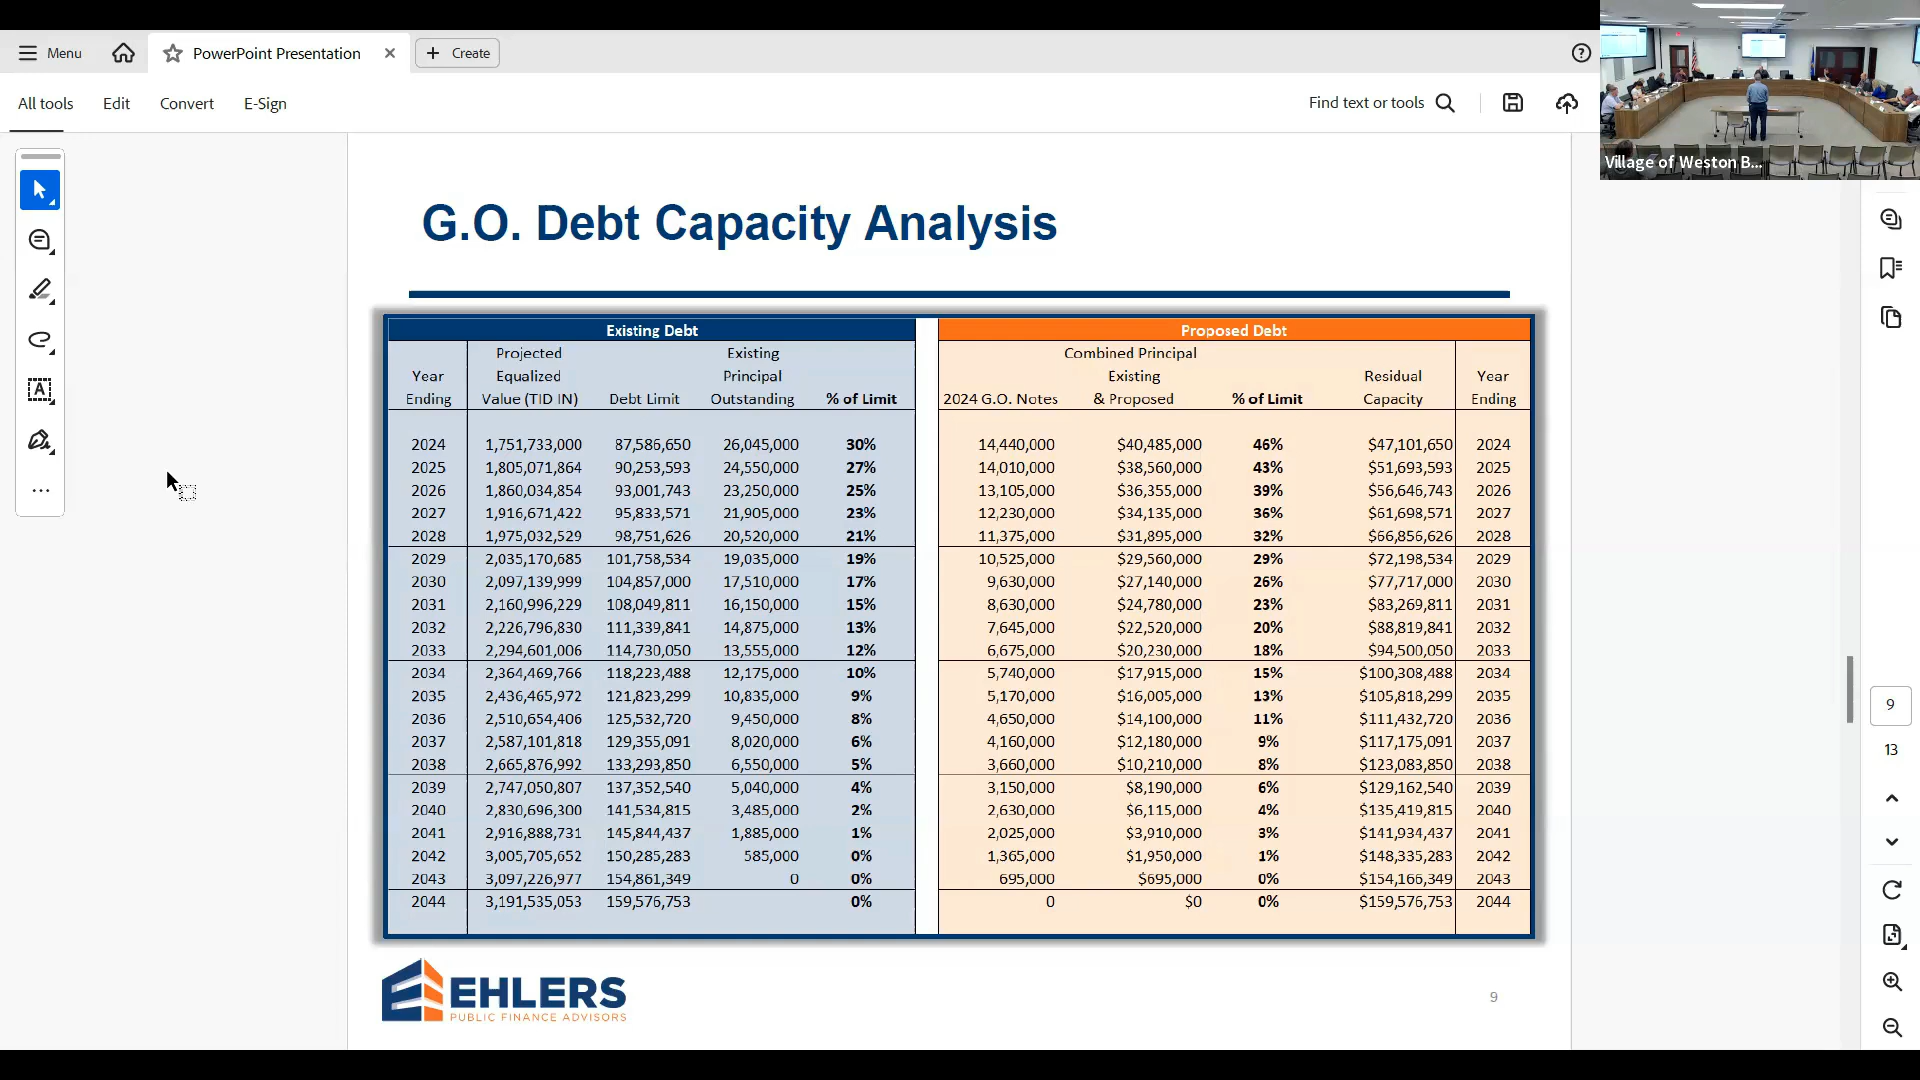 Menu
PowerPoint Presentation
Create
All tools
Edit
Convert
E-Sign
Find text or tools
Village of Weston B...
G.O. Debt Capacity Analysis
Existing Debt
Proposed Debt
Year Ending
Projected Equalized Value (TID IN)
Debt Limit
Existing Principal Outstanding
% of Limit
2024 G.O. Notes
Combined Principal Existing & Proposed
% of Limit
Residual Capacity
Year Ending
2024 1,751,733,000 87,586,650 26,045,000 30% 14,440,000 $40,485,000 46% $47,101,650 2024
2025 1,805,071,864 90,253,593 24,550,000 27% 14,010,000 $38,560,000 43% $51,693,593 2025
2026 1,860,034,854 93,001,743 23,250,000 25% 13,105,000 $36,355,000 39% $56,646,743 2026
2027 1,916,671,422 95,833,571 21,905,000 23% 12,230,000 $34,135,000 36% $61,698,571 2027
2028 1,975,032,529 98,751,626 20,520,000 21% 11,375,000 $31,895,000 32% $66,856,626 2028
2029 2,035,170,685 101,758,534 19,035,000 19% 10,525,000 $29,560,000 29% $72,198,534 2029
2030 2,097,139,999 104,857,000 17,510,000 17% 9,630,000 $27,140,000 26% $77,717,000 2030
2031 2,160,996,229 108,049,811 16,150,000 15% 8,630,000 $24,780,000 23% $83,269,811 2031
2032 2,226,796,830 111,339,841 14,875,000 13% 7,645,000 $22,520,000 20% $88,819,841 2032
2033 2,294,601,006 114,730,050 13,555,000 12% 6,675,000 $20,230,000 18% $94,500,050 2033
2034 2,364,469,766 118,223,488 12,175,000 10% 5,740,000 $17,915,000 15% $100,308,488 2034
2035 2,436,465,972 121,823,299 10,835,000 9% 5,170,000 $16,005,000 13% $105,818,299 2035
2036 2,510,654,406 125,532,720 9,450,000 8% 4,650,000 $14,100,000 11% $111,432,720 2036
2037 2,587,101,818 129,355,091 8,020,000 6% 4,160,000 $12,180,000 9% $117,175,091 2037
2038 2,665,876,992 133,293,850 6,550,000 5% 3,660,000 $10,210,000 8% $123,083,850 2038
2039 2,747,050,807 137,352,540 5,040,000 4% 3,150,000 $8,190,000 6% $129,162,540 2039
2040 2,830,696,300 141,534,815 3,485,000 2% 2,630,000 $6,115,000 4% $135,419,815 2040
2041 2,916,888,731 145,844,437 1,885,000 1% 2,025,000 $3,910,000 3% $141,934,437 2041
2042 3,005,705,652 150,285,283 585,000 0% 1,365,000 $1,950,000 1% $148,335,283 2042
2043 3,097,226,977 154,861,349 0 0% 695,000 $695,000 0% $154,166,349 2043
2044 3,191,535,053 159,576,753 0% 0 $0 0% $159,576,753 2044
EHLERS
PUBLIC FINANCE ADVISORS
9
9
13